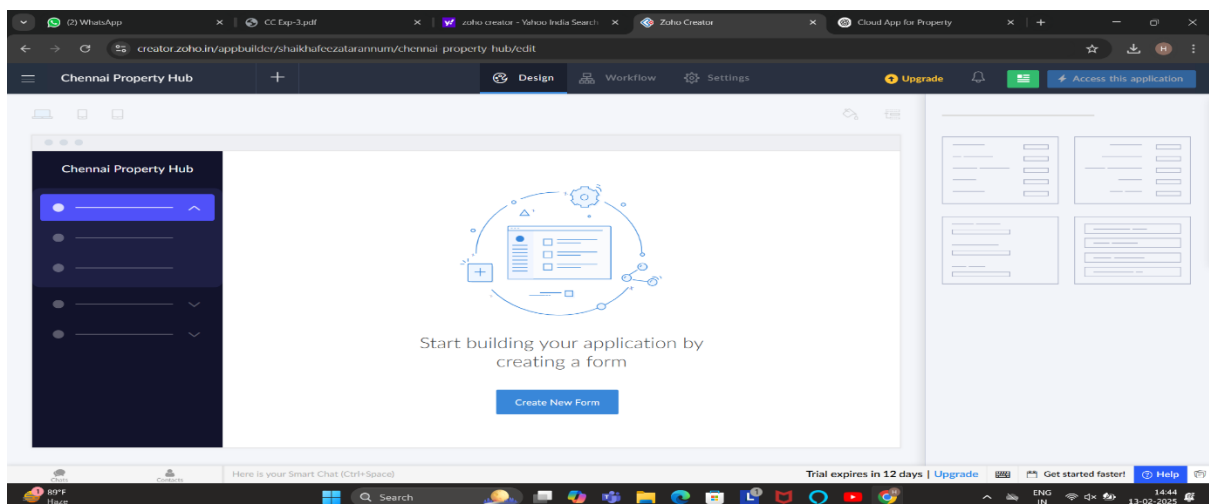 (2) WhatsApp
CC Exp-3.pdf
zoho creator - Yahoo India Search
Zoho Creator
Cloud App for Property
creator.zoho.in/appbuilder/shaikhafeezatarannum/chennai-property-hub/edit
H
Chennai Property Hub
Design
Workflow
Settings
Upgrade
Access this application
Chennai Property Hub
Start building your application by
creating a form
Create New Form
Chats
Contacts
Here is your Smart Chat (Ctrl+Space)
Trial expires in 12 days | Upgrade
Get started faster!
Help
89°F
Haze
Search
ENG
IN
14:44
13-02-2025